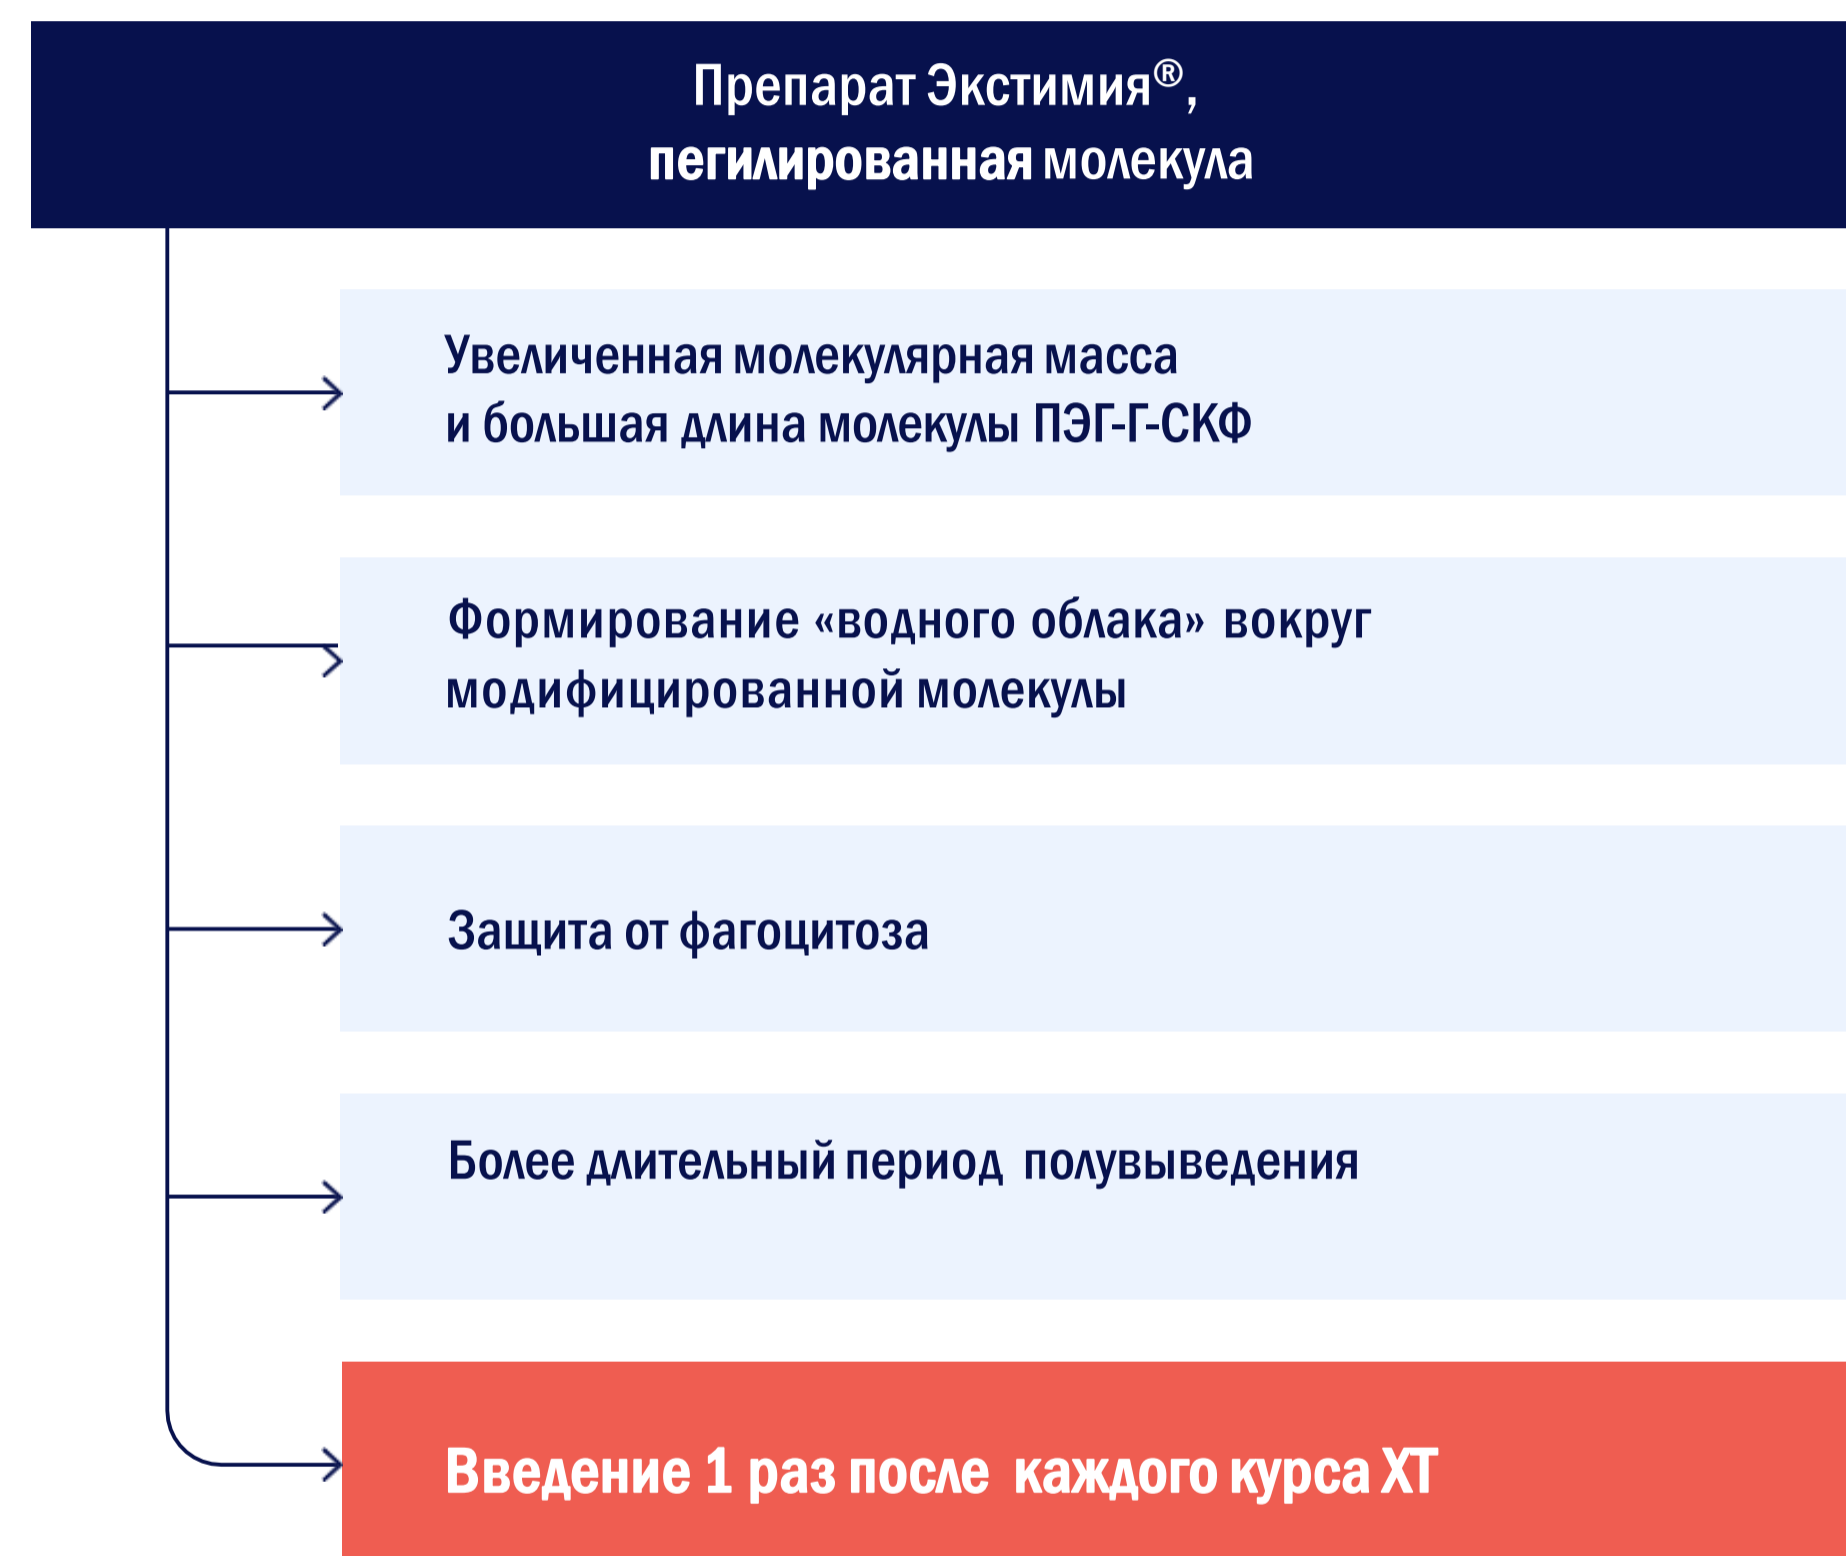 Препарат Экстимия®,
пегилированная молекула
Увеличенная молекулярная масса
и большая длина молекулы ПЭГ-Г-СКФ
Формирование «водного облака» вокруг
модифицированной молекулы
Защита от фагоцитоза
Более длительный период полувыведения
Введение 1 раз после каждого курса ХТ